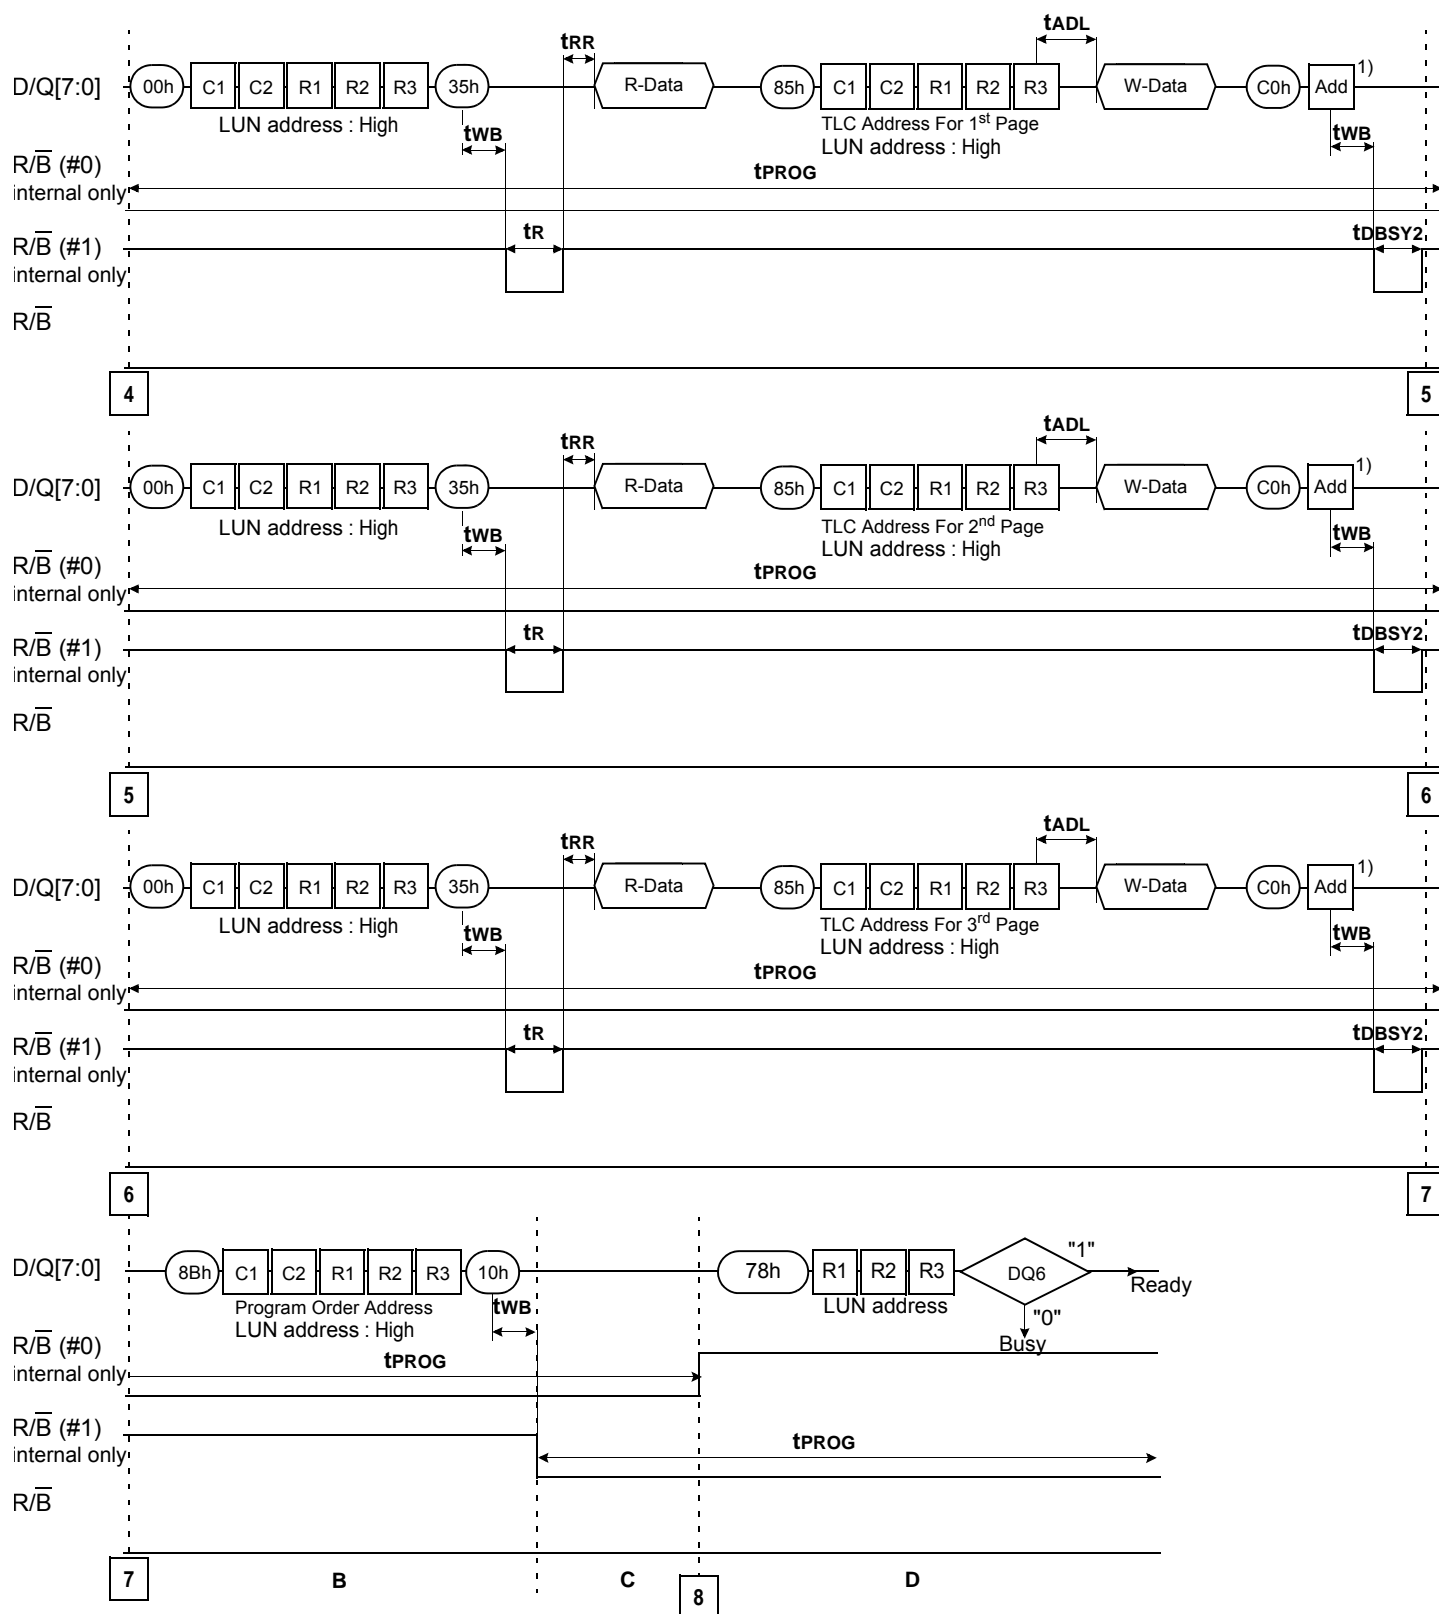 tRR tADL
D/Q[7:0] 00h C1 C2 R1 R2 R3 35h R-Data 85h C1 C2 R1 R2 R3 W-Data C0h Add 1)
LUN address : High tWB TLC Address For 1st Page tWB
LUN address : High
R/B (#0) tPROG
internal only
R/B (#1) tR tDBSY2
internal only
R/B
4 5
tRR tADL
D/Q[7:0] 00h C1 C2 R1 R2 R3 35h R-Data 85h C1 C2 R1 R2 R3 W-Data C0h Add 1)
LUN address : High tWB TLC Address For 2nd Page tWB
LUN address : High
R/B (#0) tPROG
internal only
R/B (#1) tR tDBSY2
internal only
R/B
5 6
tRR tADL
D/Q[7:0] 00h C1 C2 R1 R2 R3 35h R-Data 85h C1 C2 R1 R2 R3 W-Data C0h Add 1)
LUN address : High tWB TLC Address For 3rd Page tWB
LUN address : High
R/B (#0) tPROG
internal only
R/B (#1) tR tDBSY2
internal only
R/B
6 7
D/Q[7:0] 8Bh C1 C2 R1 R2 R3 10h 78h R1 R2 R3 DQ6 "1" Ready
Program Order Address tWB LUN address "0"
LUN address : High Busy
R/B (#0) tPROG
internal only
R/B (#1) tPROG
internal only
R/B
7 B C 8 D